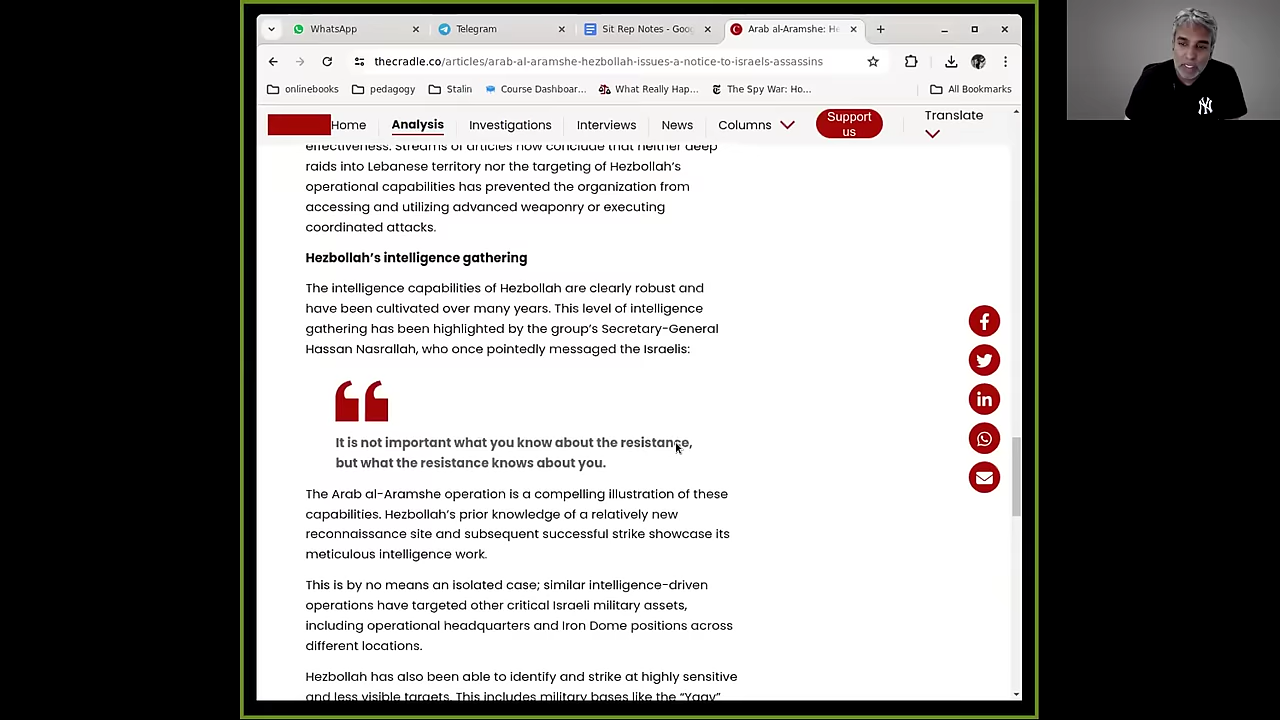 WhatsApp
Telegram
Sit Rep Notes - Goo
Arab al-Aramshe: He
thecradle.co/articles/arab-al-aramshe-hezbollah-issues-a-notice-to-israels-assassins
onlinebooks
pedagogy
Stalin
Course Dashboar...
What Really Hap...
The Spy War: Ho...
All Bookmarks
Home
Analysis
Investigations
Interviews
News
Columns
Support
us
Translate
effectiveness. Streams of articles now conclude that neither deep
raids into Lebanese territory nor the targeting of Hezbollah’s
operational capabilities has prevented the organization from
accessing and utilizing advanced weaponry or executing
coordinated attacks.
Hezbollah’s intelligence gathering
The intelligence capabilities of Hezbollah are clearly robust and
have been cultivated over many years. This level of intelligence
gathering has been highlighted by the group’s Secretary-General
Hassan Nasrallah, who once pointedly messaged the Israelis:
It is not important what you know about the resistance,
but what the resistance knows about you.
The Arab al-Aramshe operation is a compelling illustration of these
capabilities. Hezbollah’s prior knowledge of a relatively new
reconnaissance site and subsequent successful strike showcase its
meticulous intelligence work.
This is by no means an isolated case; similar intelligence-driven
operations have targeted other critical Israeli military assets,
including operational headquarters and Iron Dome positions across
different locations.
Hezbollah has also been able to identify and strike at highly sensitive
and less visible targets. This includes military bases like the “Yaav”